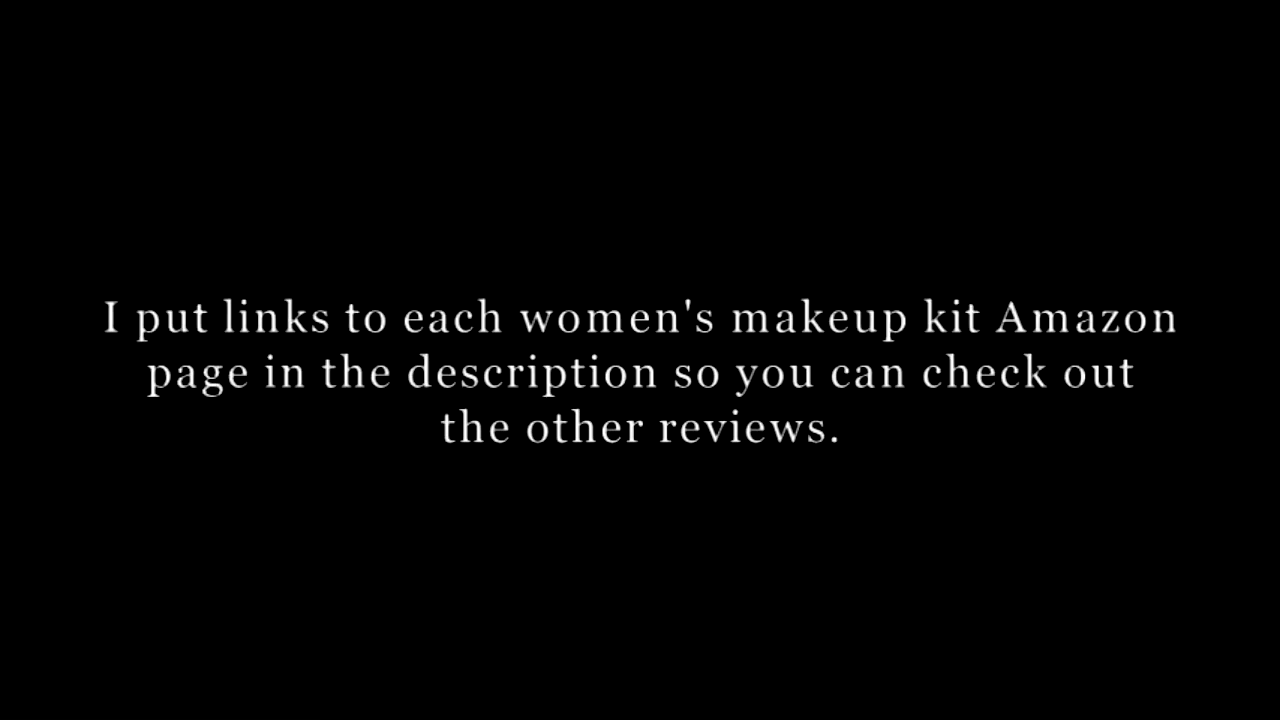 I put links to each women's makeup kit Amazon
page in the description so you can check out
the other reviews.